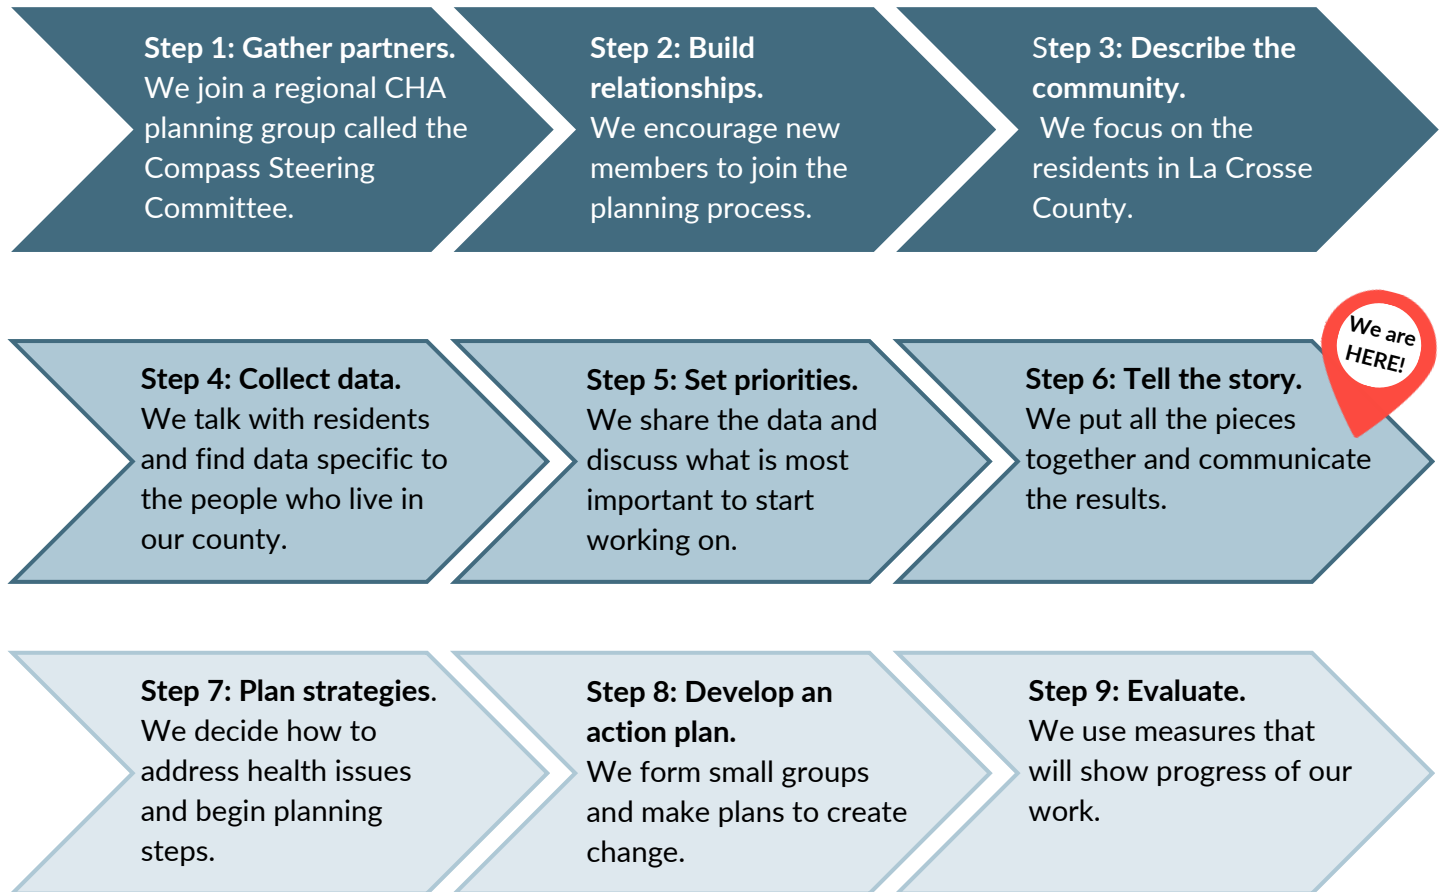 Step 1: Gather partners.
We join a regional CHA
planning group called the
Compass Steering
Committee.
Step 2: Build
relationships.
We encourage new
members to join the
planning process.
Step 3: Describe the
community.
We focus on the
residents in La Crosse
County.
We are
HERE!
Step 4: Collect data.
We talk with residents
and find data specific to
the people who live in
our county.
Step 5: Set priorities.
We share the data and
discuss what is most
important to start
working on.
Step 6: Tell the story.
We put all the pieces
together and communicate
the results.
Step 7: Plan strategies.
We decide how to
address health issues
and begin planning
steps.
Step 8: Develop an
action plan.
We form small groups
and make plans to create
change.
Step 9: Evaluate.
We use measures that
will show progress of our
work.